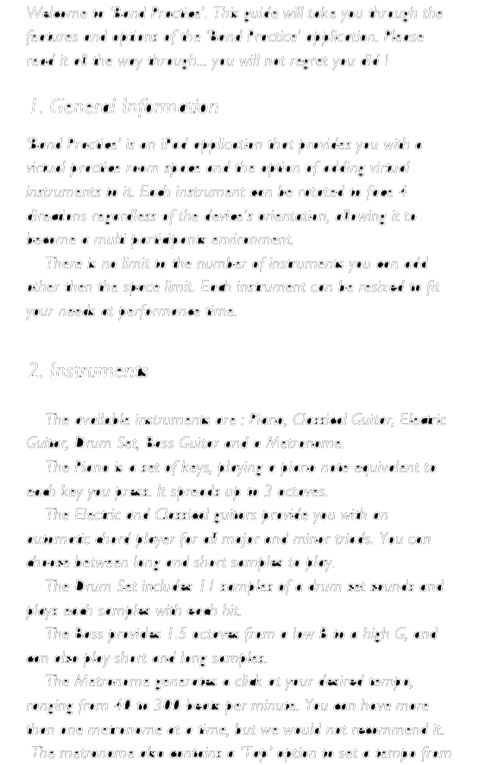 Welcome to 'Band Practice'. This guide will take you through the
features and options of the 'Band Practice' application. Please
read it all the way through... you will not regret you did !
1. General Information
'Band Practice' is an iPad application that provides you with a
virtual practice room space and the option of adding virtual
instruments to it. Each instrument can be rotated to face 4
directions regardless of the device's orientation, allowing it to
become a multi participants environment.
There is no limit to the number of instruments you can add
other then the space limit. Each instrument can be resized to fit
your needs at performance time.
2. Instruments
The available instruments are : Piano, Classical Guitar, Electric
Guitar, Drum Set, Bass Guitar and a Metronome.
The Piano is a set of keys, playing a piano note equivalent to
each key you press. It spreads up to 3 octaves.
The Electric and Classical guitars provide you with an
automatic chord player for all major and minor triads. You can
choose between long and short samples to play.
The Drum Set includes 11 samples of a drum set sounds and
plays each samples with each hit.
The Bass provides 1.5 octaves from a low B to a high G, and
can also play short and long samples.
The Metronome generates a click at your desired tempo,
ranging from 40 to 300 beats per minute. You can have more
than one metronome at a time, but we would not recommend it.
The metronome also contains a 'Tap' option to set a tempo from